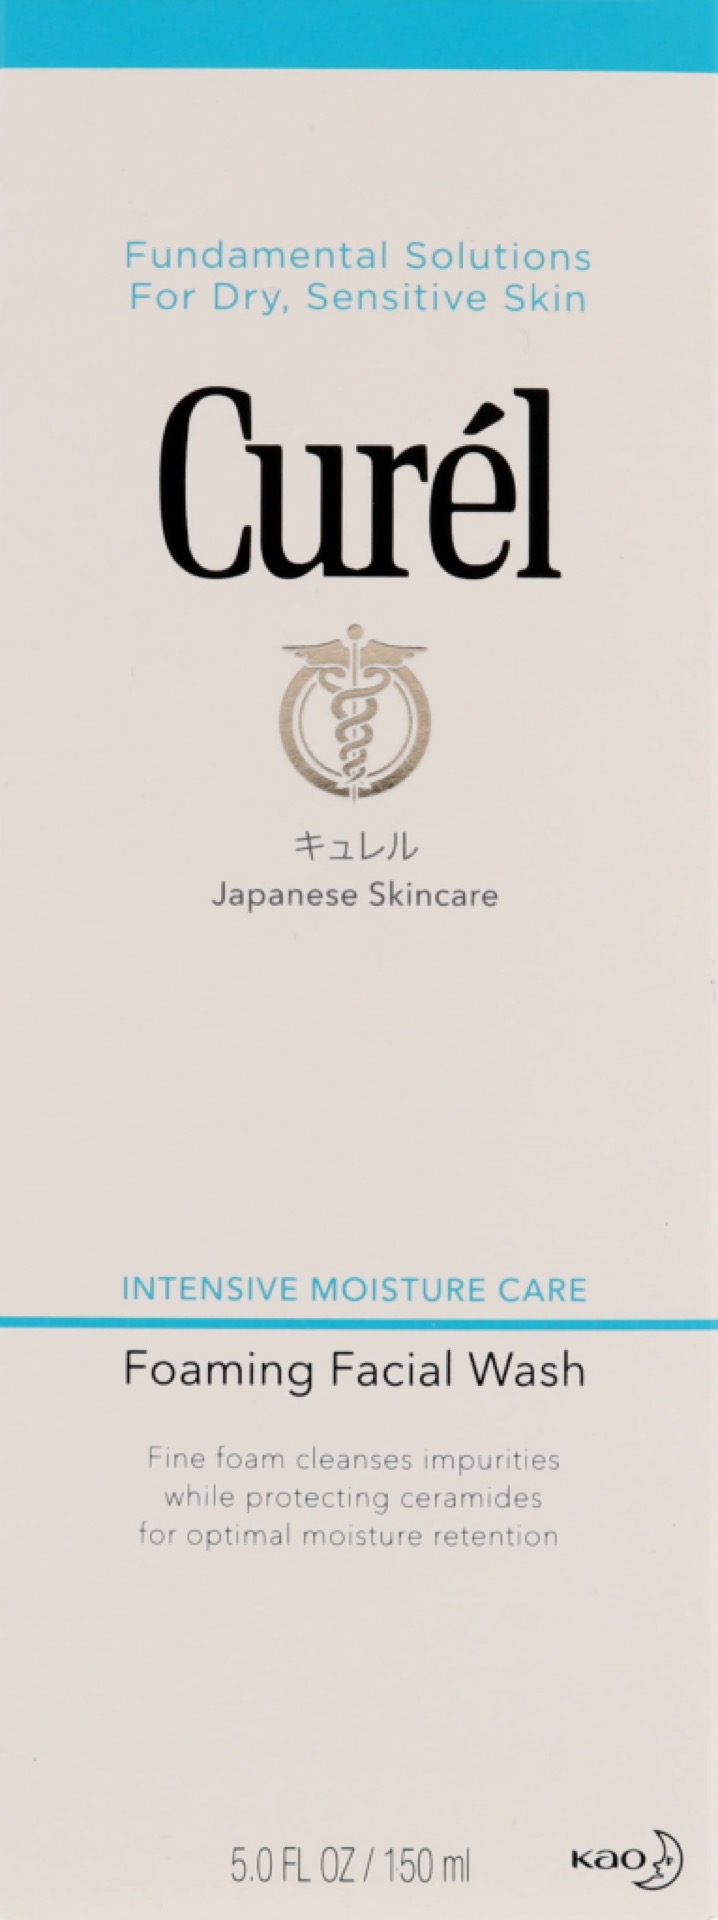 Fundamental Solutions
For Dry, Sensitive Skin
Curél
キュレル
Japanese Skincare
INTENSIVE MOISTURE CARE
Foaming Facial Wash
Fine foam cleanses impurities
while protecting ceramides
for optimal moisture retention
5.0 FL OZ / 150 ml
Kao